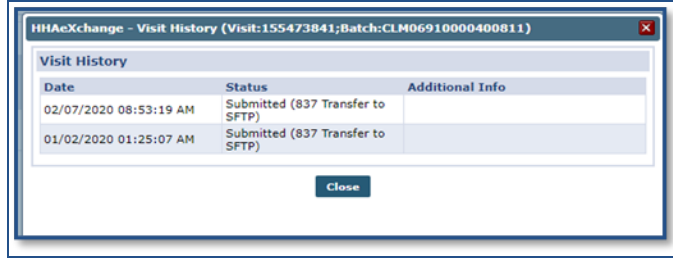 HHAeXchange - Visit History (Visit:155473841;Batch:CLM06910000400811)
Visit History
Date Status Additional Info
02/07/2020 08:53:19 AM Submitted (837 Transfer to
SFTP)
01/02/2020 01:25:07 AM Submitted (837 Transfer to
SFTP)
Close